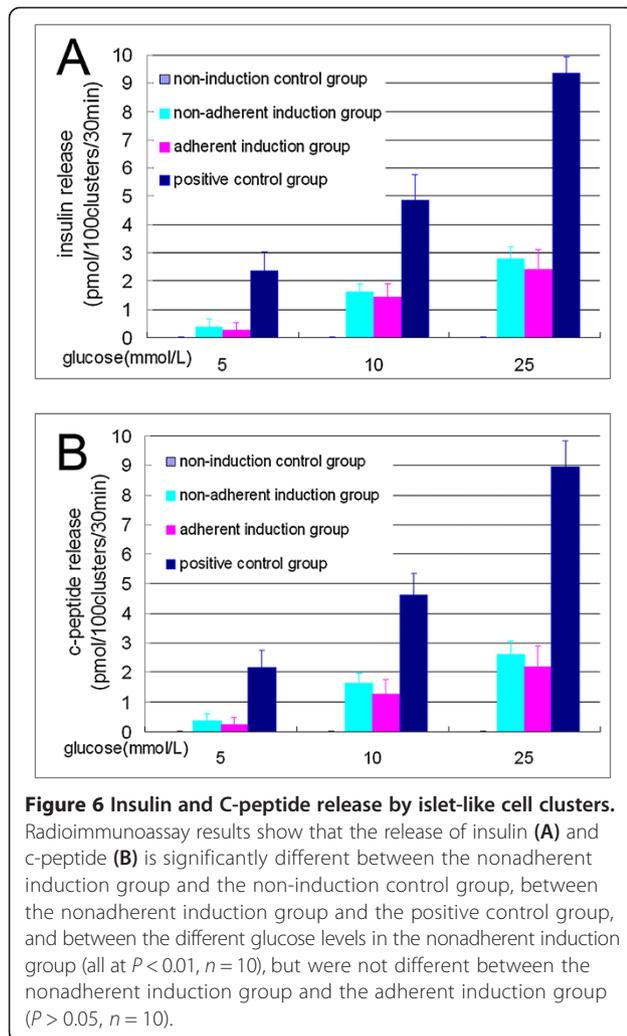 A
10
9
8
7
6
5
4
3
2
1
0
insulin release
(pmol/100clusters/30min)
non-induction control group
non-adherent induction group
adherent induction group
positive control group
glucose(mmol/L)
5 10 25
B
10
9
8
7
6
5
4
3
2
1
0
c-peptide release
(pmol/100clusters/30min)
non-induction control group
non-adherent induction group
adherent induction group
positive control group
glucose(mmol/L)
5 10 25
Figure 6 Insulin and C-peptide release by islet-like cell clusters.
Radioimmunoassay results show that the release of insulin (A) and
c-peptide (B) is significantly different between the nonadherent
induction group and the non-induction control group, between
the nonadherent induction group and the positive control group,
and between the different glucose levels in the nonadherent induction
group (all at P < 0.01, n = 10), but were not different between the
nonadherent induction group and the adherent induction group
(P > 0.05, n = 10).